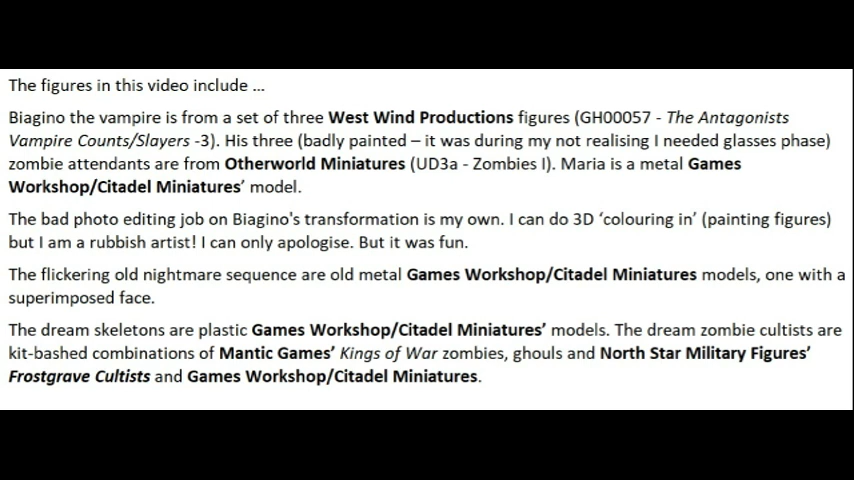 The figures in this video include ...
Biagino the vampire is from a set of three West Wind Productions figures (GH00057 - The Antagonists
Vampire Counts/Slayers -3). His three (badly painted – it was during my not realising I needed glasses phase)
zombie attendants are from Otherworld Miniatures (UD3a - Zombies I). Maria is a metal Games
Workshop/Citadel Miniatures’ model.
The bad photo editing job on Biagino's transformation is my own. I can do 3D ‘colouring in’ (painting figures)
but I am a rubbish artist! I can only apologise. But it was fun.
The flickering old nightmare sequence are old metal Games Workshop/Citadel Miniatures models, one with a
superimposed face.
The dream skeletons are plastic Games Workshop/Citadel Miniatures’ models. The dream zombie cultists are
kit-bashed combinations of Mantic Games’ Kings of War zombies, ghouls and North Star Military Figures’
Frostgrave Cultists and Games Workshop/Citadel Miniatures.